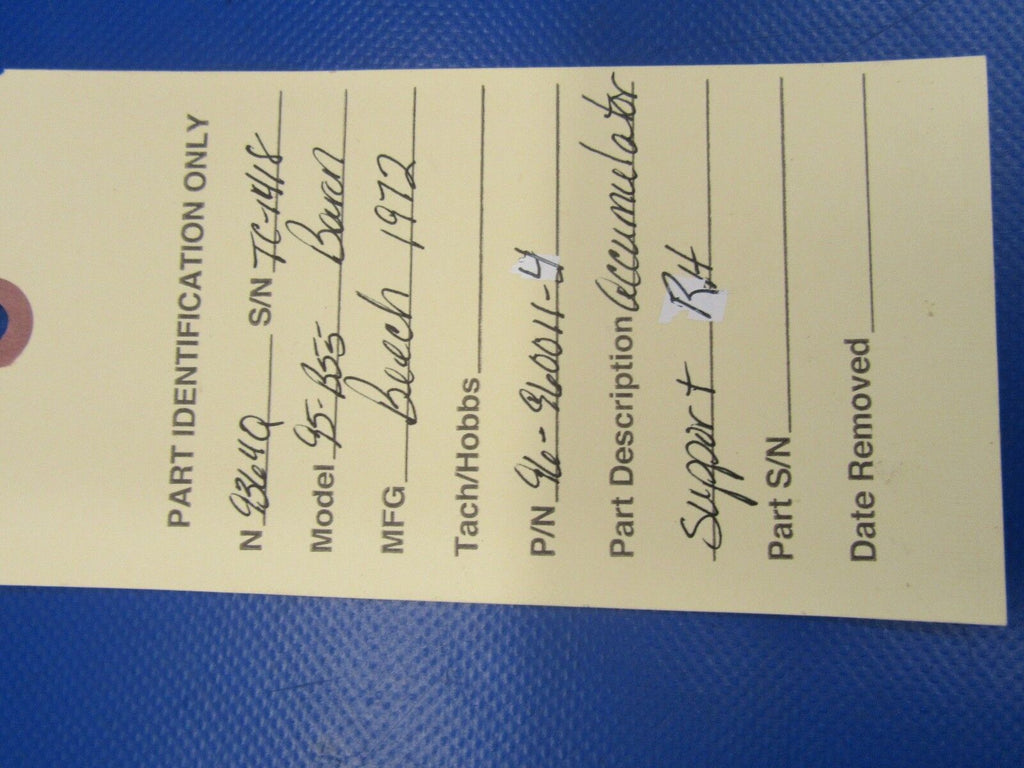 PART IDENTIFICATION ONLY
N 9364Q S/N TC-1418
Model 95-B55 Baron
MFG Beech 1972
Tach/Hobbs
P/N 96-960011-4
Part Description Accumulator
Support RH
Part S/N
Date Removed